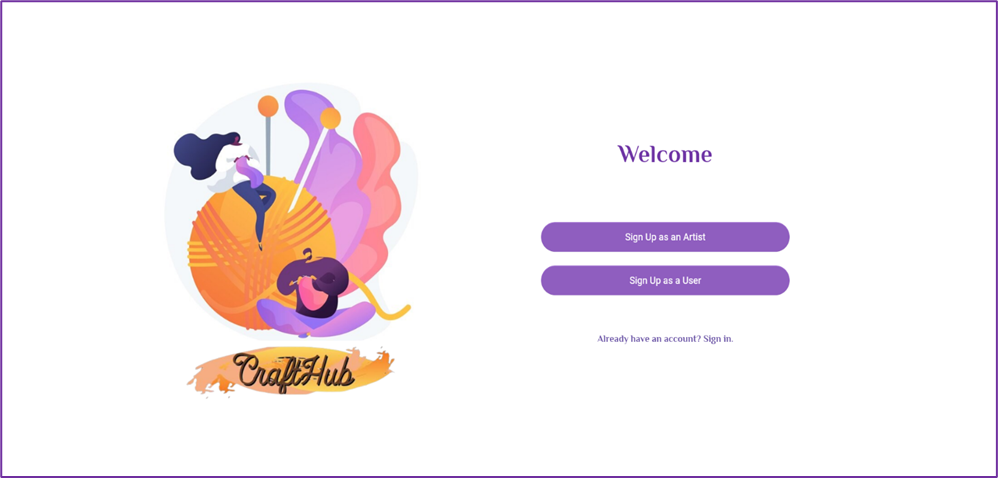 Welcome
Sign Up as an Artist
Sign Up as a User
Already have an account? Sign in.
CraftHub